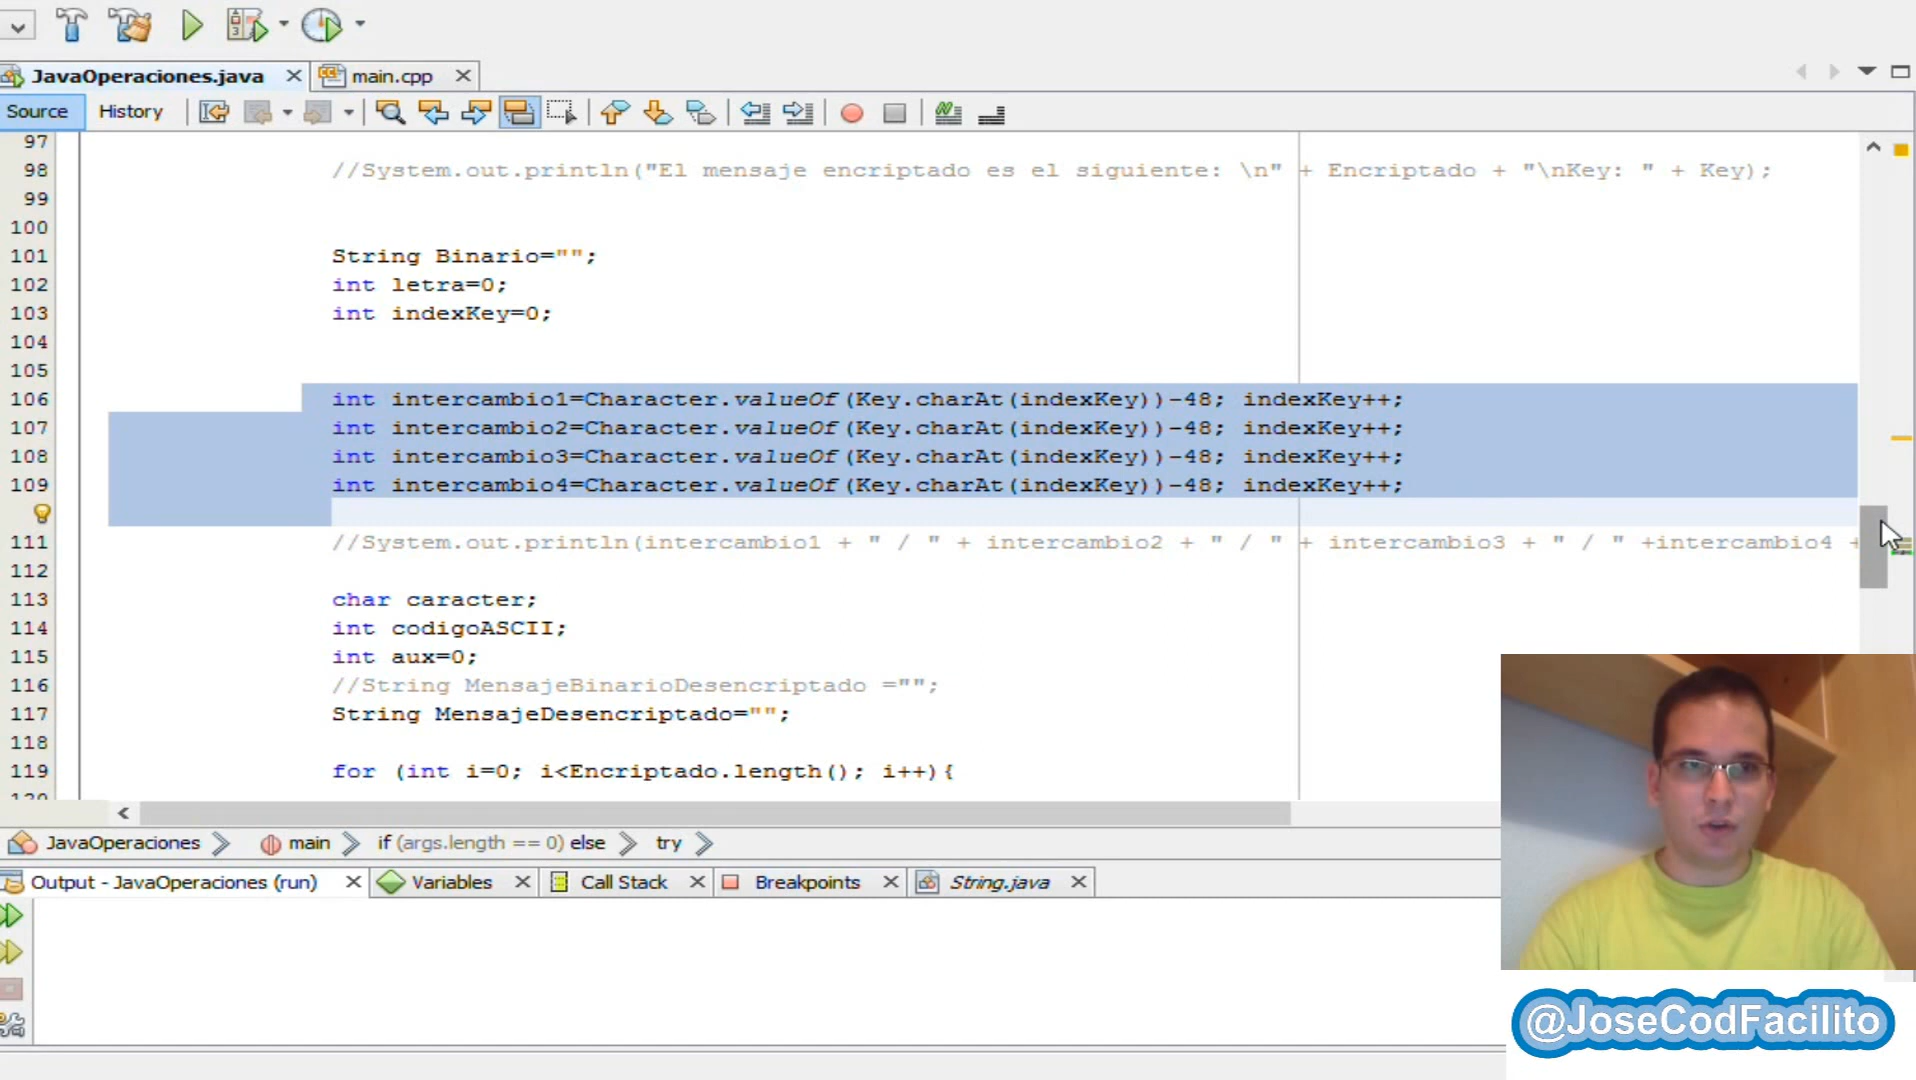 JavaOperaciones.java
main.cpp
Source
History
97
98 //System.out.println("El mensaje encriptado es el siguiente: \n" + Encriptado + "\nKey: " + Key);
99
100
101 String Binario="";
102 int letra=0;
103 int indexKey=0;
104
105
106 int intercambio1=Character.valueOf(Key.charAt(indexKey))-48; indexKey++;
107 int intercambio2=Character.valueOf(Key.charAt(indexKey))-48; indexKey++;
108 int intercambio3=Character.valueOf(Key.charAt(indexKey))-48; indexKey++;
109 int intercambio4=Character.valueOf(Key.charAt(indexKey))-48; indexKey++;
111 //System.out.println(intercambio1 + " / " + intercambio2 + " / " + intercambio3 + " / " +intercambio4 +
112
113 char caracter;
114 int codigoASCII;
115 int aux=0;
116 //String MensajeBinarioDesencriptado ="";
117 String MensajeDesencriptado="";
118
119 for (int i=0; i<Encriptado.length(); i++){
JavaOperaciones
main
if (args.length == 0) else
try
Output - JavaOperaciones (run)
Variables
Call Stack
Breakpoints
String.java
@JoseCodFacilito